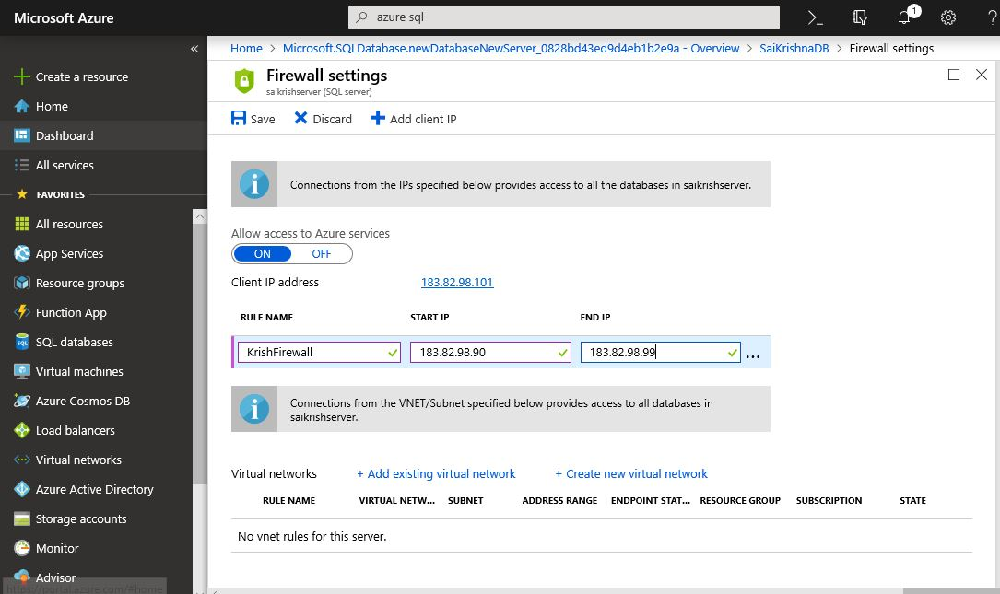 Microsoft Azure
azure sql
1
?
«
Home > Microsoft.SQLDatabase.newDatabaseNewServer_0828bd43ed9d4eb1b2e9a - Overview > SaiKrishnaDB > Firewall settings
Create a resource
Home
Dashboard
All services
FAVORITES
All resources
App Services
Resource groups
Function App
SQL databases
Virtual machines
Azure Cosmos DB
Load balancers
Virtual networks
Azure Active Directory
Storage accounts
Monitor
Advisor
https://portal.azure.com/#home
Firewall settings
saikrishserver (SQL server)
Save Discard Add client IP
Connections from the IPs specified below provides access to all the databases in saikrishserver.
Allow access to Azure services
ON OFF
Client IP address 183.82.98.101
RULE NAME START IP END IP
KrishFirewall 183.82.98.90 183.82.98.99 ...
Connections from the VNET/Subnet specified below provides access to all databases in
saikrishserver.
Virtual networks + Add existing virtual network + Create new virtual network
RULE NAME VIRTUAL NETW... SUBNET ADDRESS RANGE ENDPOINT STAT... RESOURCE GROUP SUBSCRIPTION STATE
No vnet rules for this server.